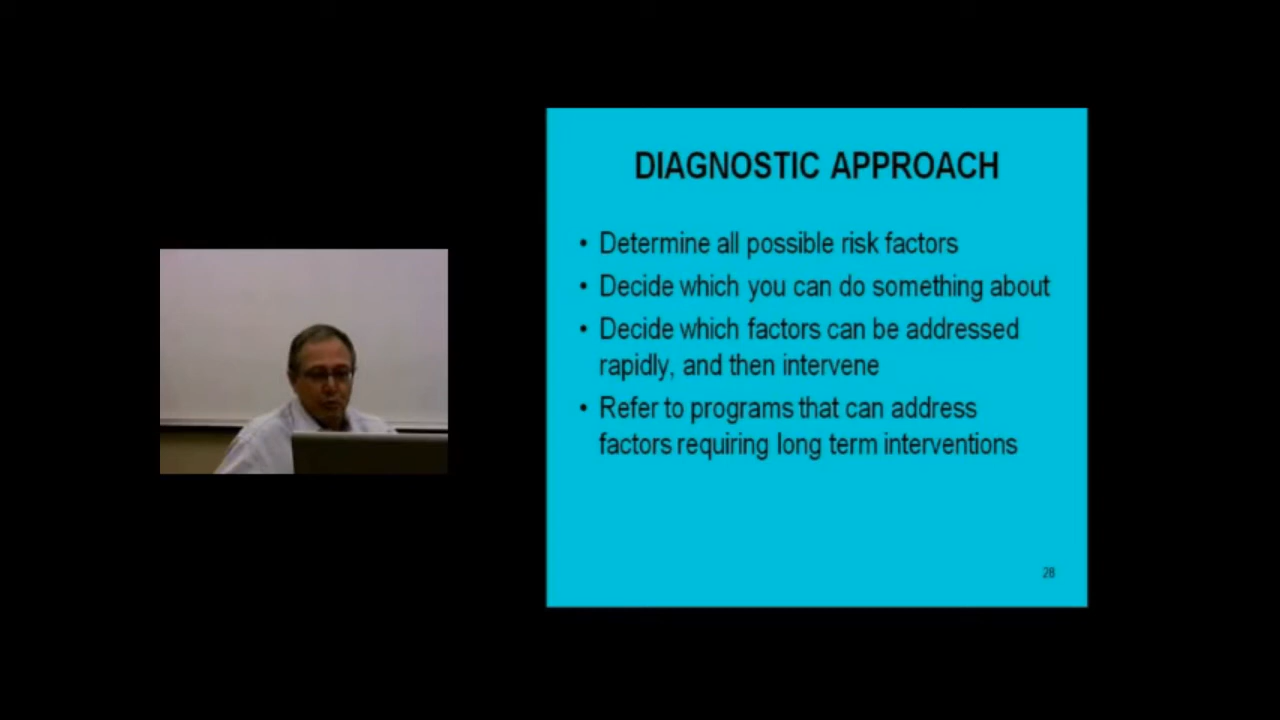 DIAGNOSTIC APPROACH
• Determine all possible risk factors
• Decide which you can do something about
• Decide which factors can be addressed
rapidly, and then intervene
• Refer to programs that can address
factors requiring long term interventions
28